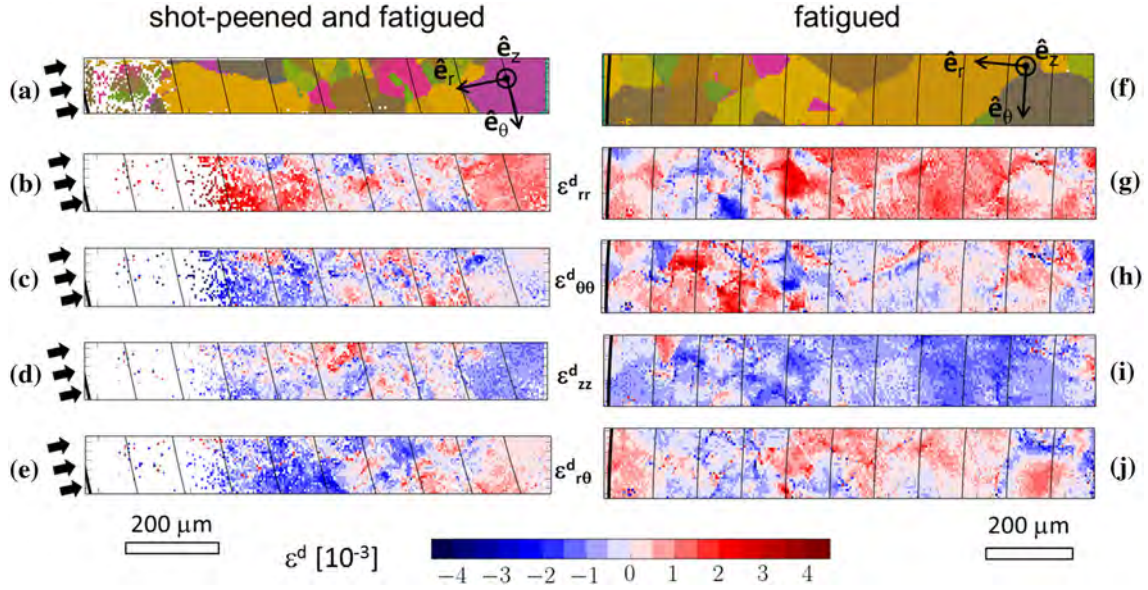 shot-peened and fatigued fatigued
(a) ê_r ê_z ê_θ ê_r ê_z ê_θ (f)
(b) ε^d_rr (g)
(c) ε^d_θθ (h)
(d) ε^d_zz (i)
(e) ε^d_rθ (j)
200 μm 200 μm
ε^d [10^-3]
−4 −3 −2 −1 0 1 2 3 4